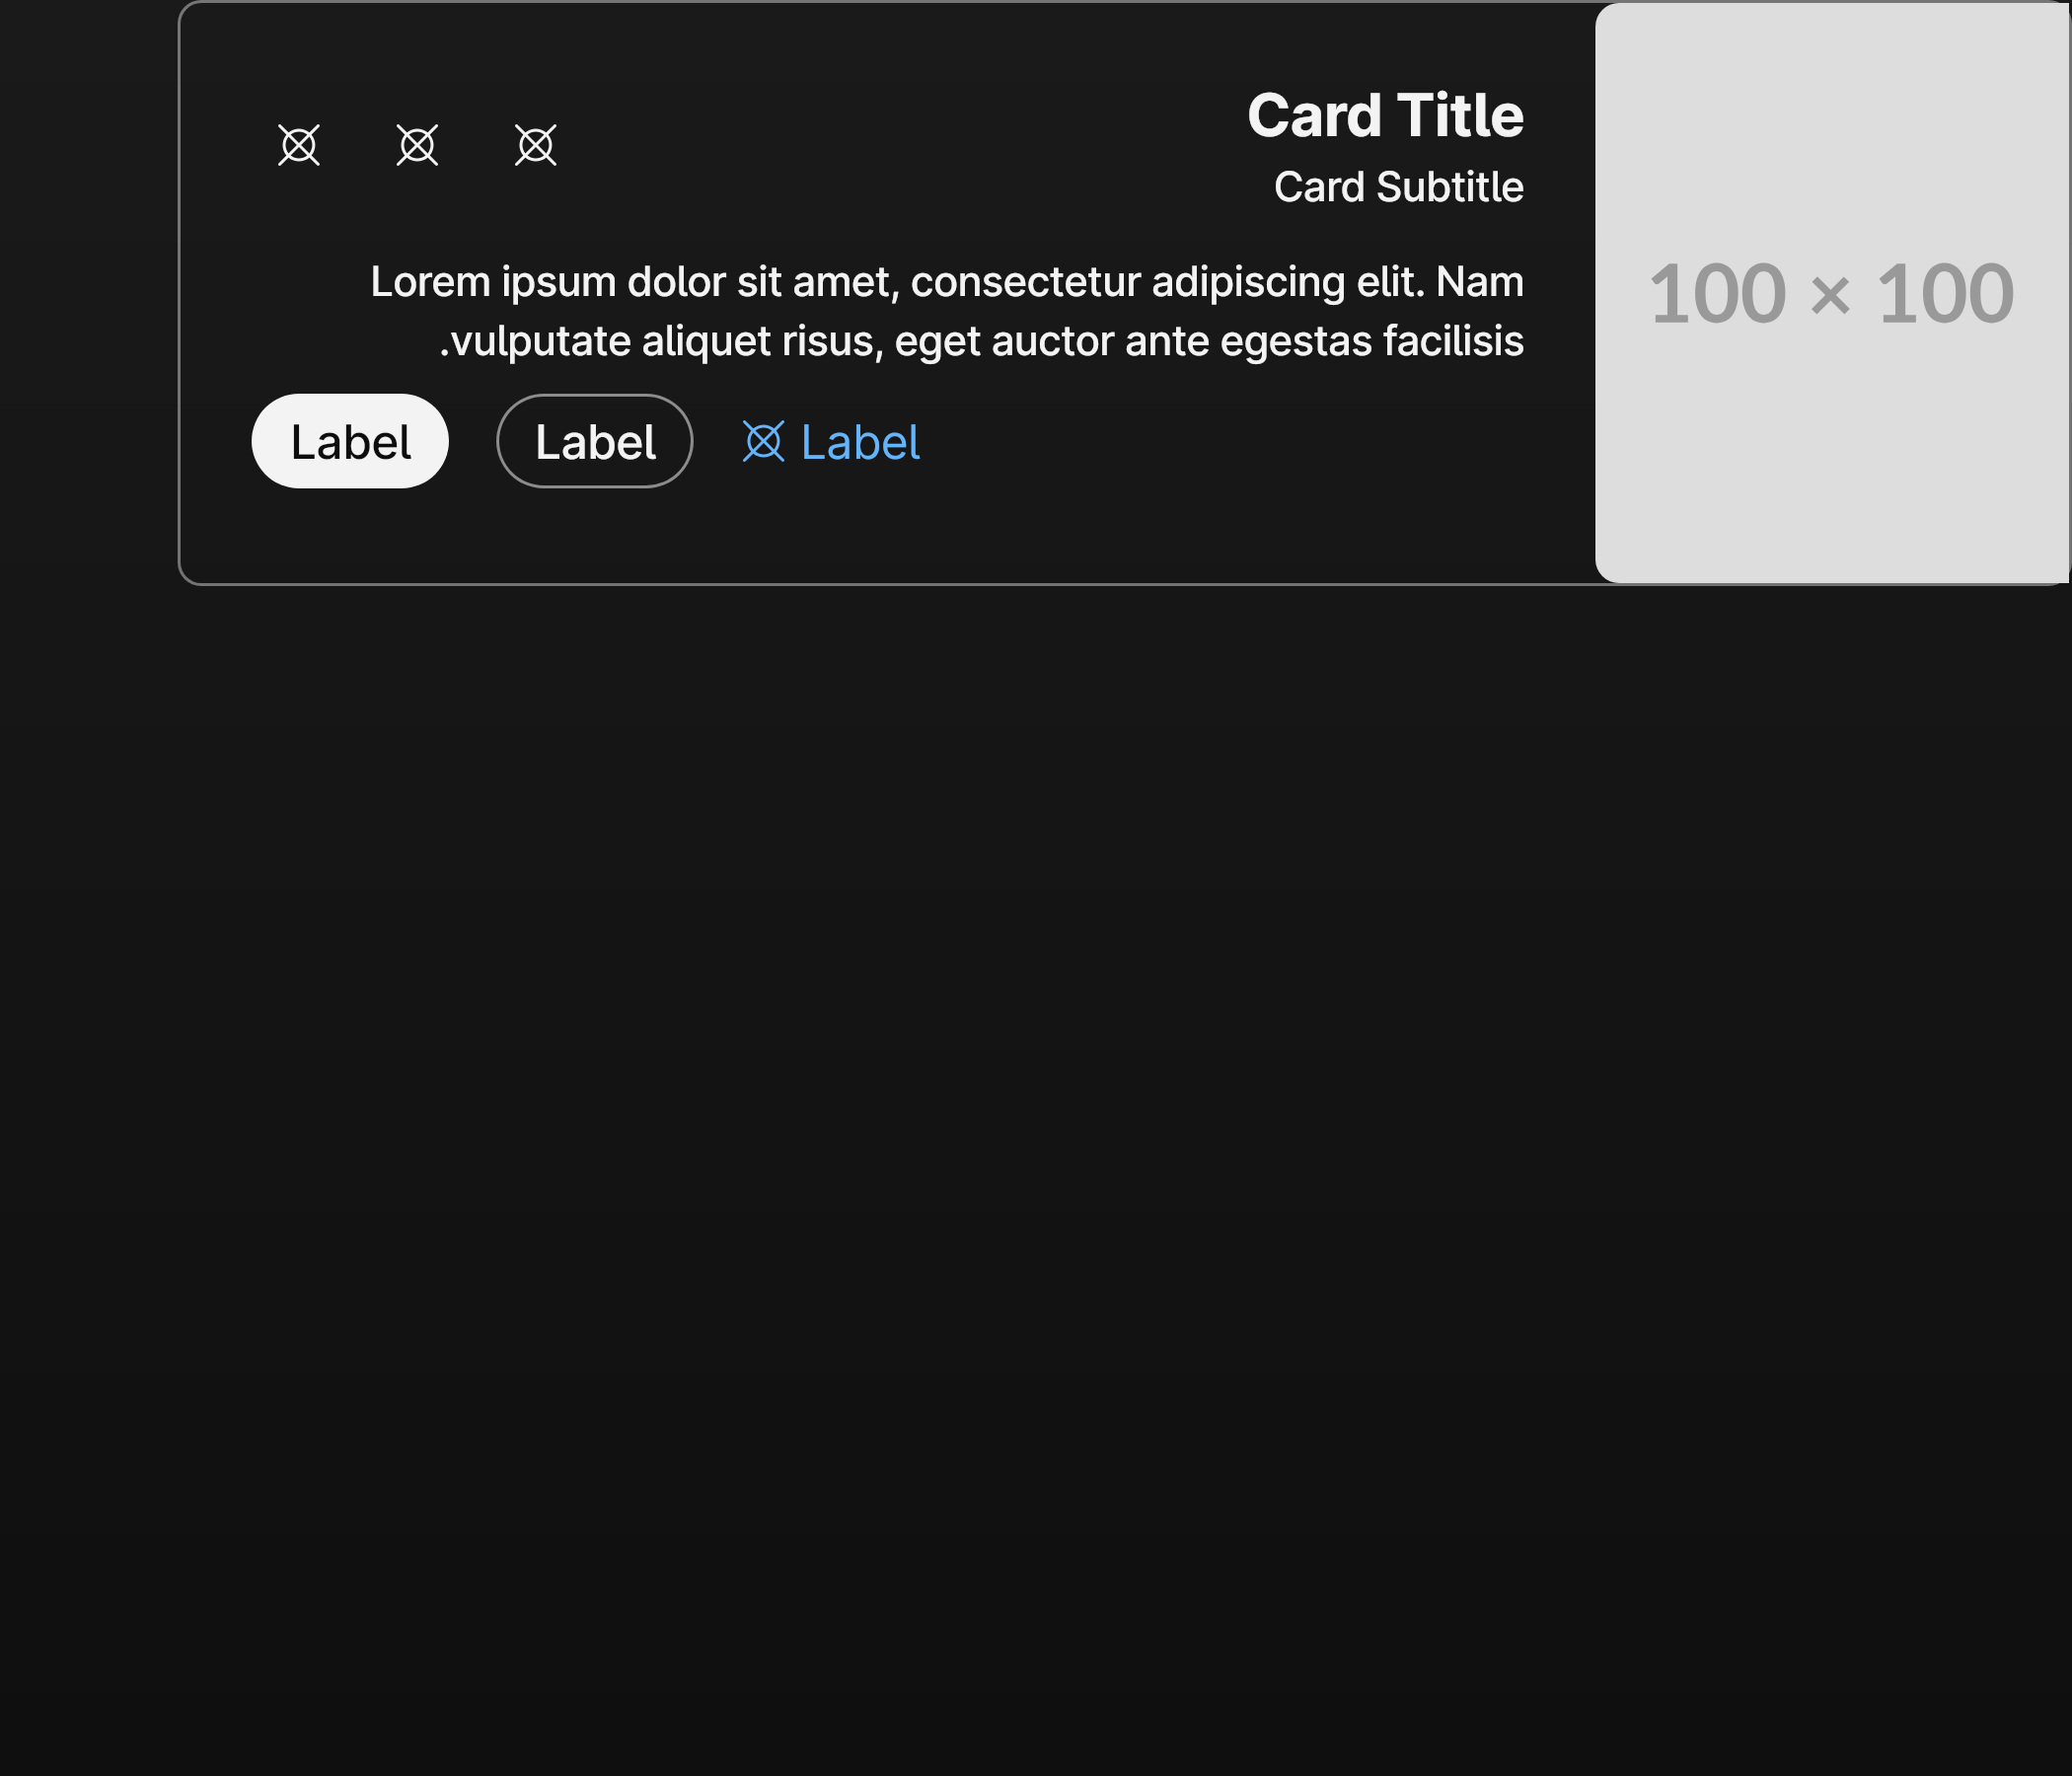 Card Title
Card Subtitle
Lorem ipsum dolor sit amet, consectetur adipiscing elit. Nam
.vulputate aliquet risus, eget auctor ante egestas facilisis
Label
Label
Label
100 × 100